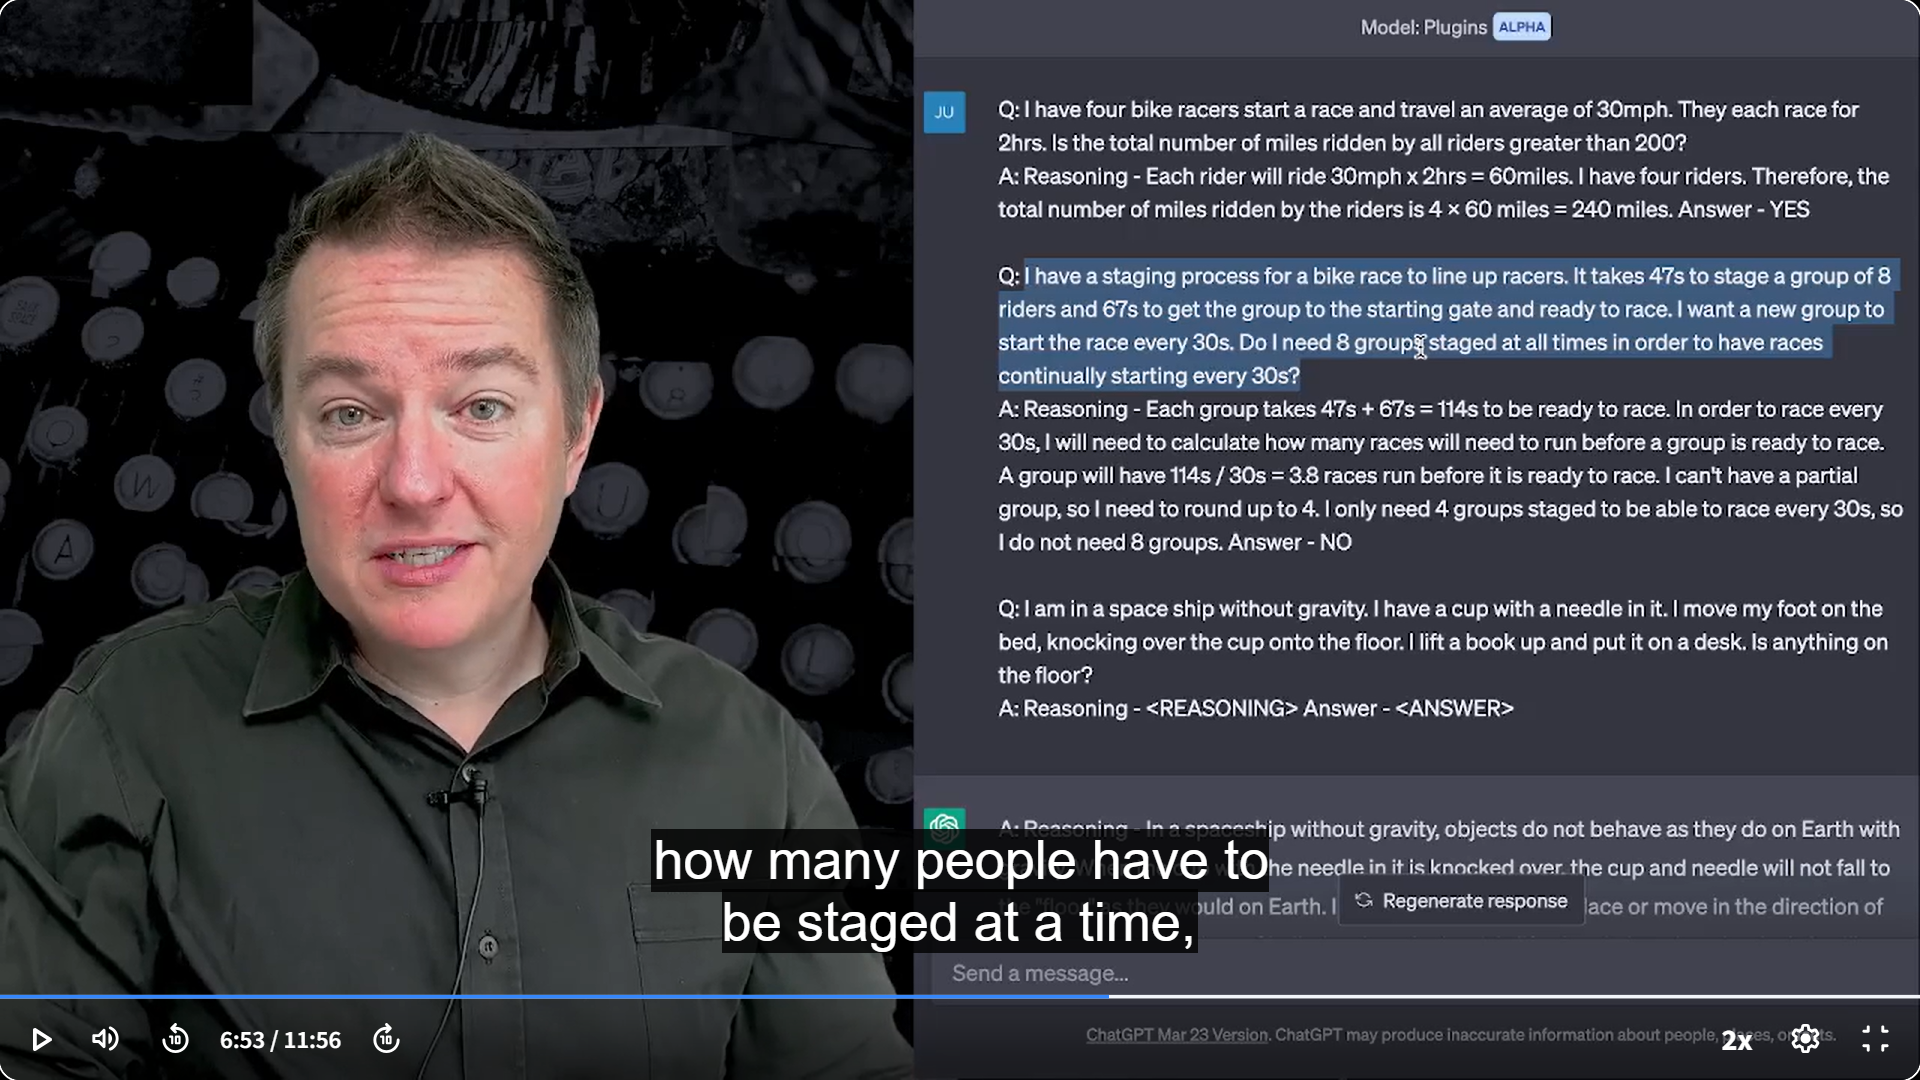 Model: Plugins ALPHA
JU
Q: I have four bike racers start a race and travel an average of 30mph. They each race for
2hrs. Is the total number of miles ridden by all riders greater than 200?
A: Reasoning - Each rider will ride 30mph x 2hrs = 60miles. I have four riders. Therefore, the
total number of miles ridden by the riders is 4 × 60 miles = 240 miles. Answer - YES
Q: I have a staging process for a bike race to line up racers. It takes 47s to stage a group of 8
riders and 67s to get the group to the starting gate and ready to race. I want a new group to
start the race every 30s. Do I need 8 groups staged at all times in order to have races
continually starting every 30s?
A: Reasoning - Each group takes 47s + 67s = 114s to be ready to race. In order to race every
30s, I will need to calculate how many races will need to run before a group is ready to race.
A group will have 114s / 30s = 3.8 races run before it is ready to race. I can't have a partial
group, so I need to round up to 4. I only need 4 groups staged to be able to race every 30s, so
I do not need 8 groups. Answer - NO
Q: I am in a space ship without gravity. I have a cup with a needle in it. I move my foot on the
bed, knocking over the cup onto the floor. I lift a book up and put it on a desk. Is anything on
the floor?
A: Reasoning - <REASONING> Answer - <ANSWER>
A: Reasoning - In a spaceship without gravity, objects do not behave as they do on Earth with
the needle in it is knocked over, the cup and needle will not fall to
the "floor" as they would on Earth. I
Regenerate response
or move in the direction of
how many people have to
be staged at a time,
Send a message...
6:53 / 11:56
ChatGPT Mar 23 Version. ChatGPT may produce inaccurate information about people,
2x
SPACE
BACK
W
A
O
U
8
10
10